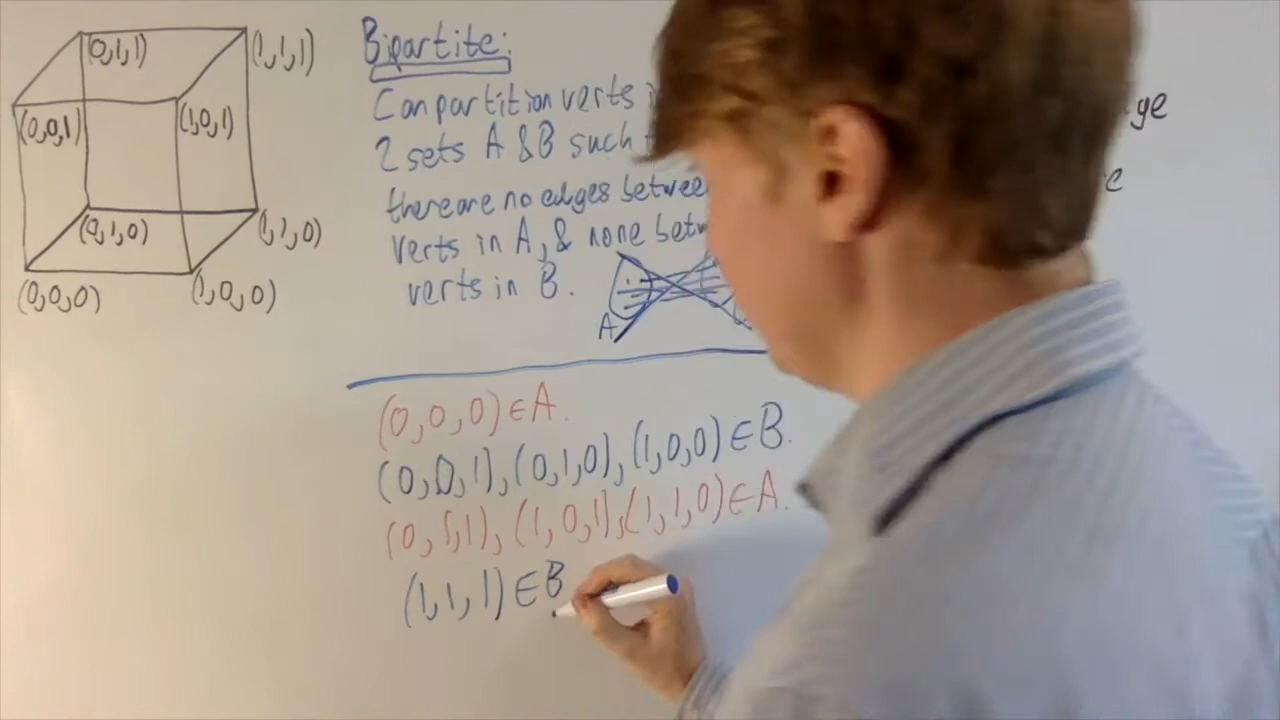 (0,1,1) (1,1,1)
(0,0,1) (1,0,1)
(0,1,0) (1,1,0)
(0,0,0) (1,0,0)
Bipartite:
Can partition verts
2 sets A & B such
there are no edges between
verts in A, & none
verts in B.
A
(0,0,0) ∈ A.
(0,0,1), (0,1,0), (1,0,0) ∈ B.
(0,1,1), (1,0,1), (1,1,0) ∈ A.
(1,1,1) ∈ B